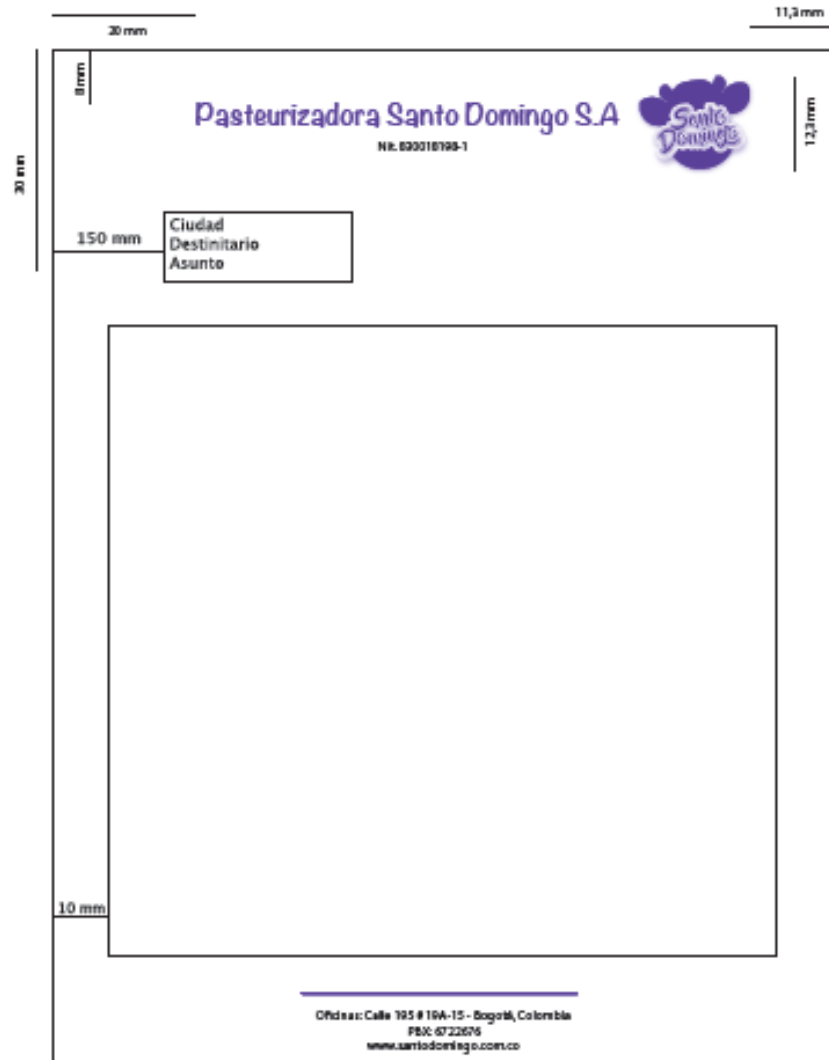 20 mm
11,3 mm
8 mm
30 mm
12,3 mm
Pasteurizadora Santo Domingo S.A
Santo
Domingo
Nit. 830018198-1
150 mm
Ciudad
Destinitario
Asunto
10 mm
Oficinas: Calle 195 # 19A-15 - Bogotá, Colombia
PBX: 6722676
www.santodomingo.com.co